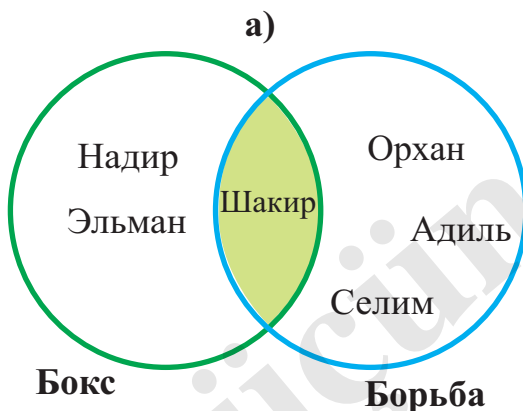 а)
Надир
Эльман
Шакир
Орхан
Адиль
Селим
Бокс
Борьба